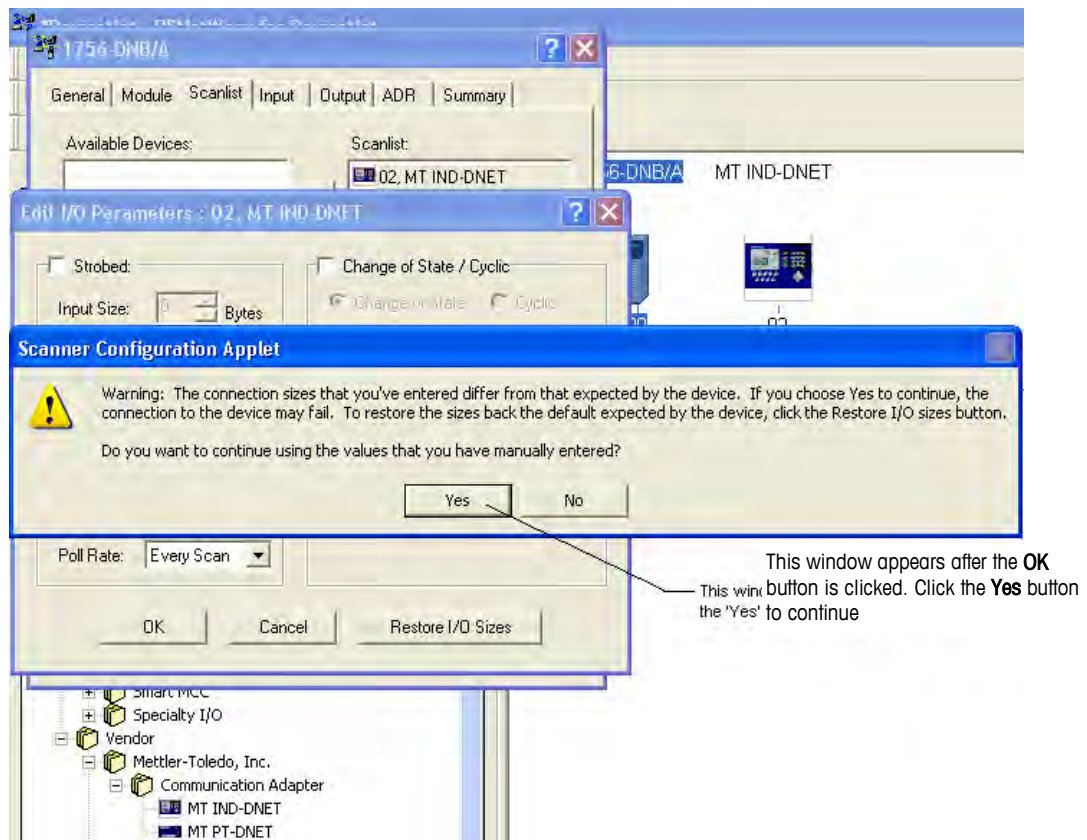 1756-DNB/A
General Module Scanlist Input Output ADR Summary
Available Devices:
Scanlist:
02, MT IND-DNET
6-DNB/A
MT IND-DNET
Edit I/O Parameters : 02, MT IND-DNET
Strobed:
Change of State / Cyclic
Input Size:
Bytes
Change of State
Cyclic
Scanner Configuration Applet
Warning: The connection sizes that you've entered differ from that expected by the device. If you choose Yes to continue, the
connection to the device may fail. To restore the sizes back the default expected by the device, click the Restore I/O sizes button.
Do you want to continue using the values that you have manually entered?
Yes
No
Poll Rate:
Every Scan
This window appears after the OK
This win button is clicked. Click the Yes button
the 'Yes' to continue
OK
Cancel
Restore I/O Sizes
Smart MCC
Specialty I/O
Vendor
Mettler-Toledo, Inc.
Communication Adapter
MT IND-DNET
MT PT-DNET